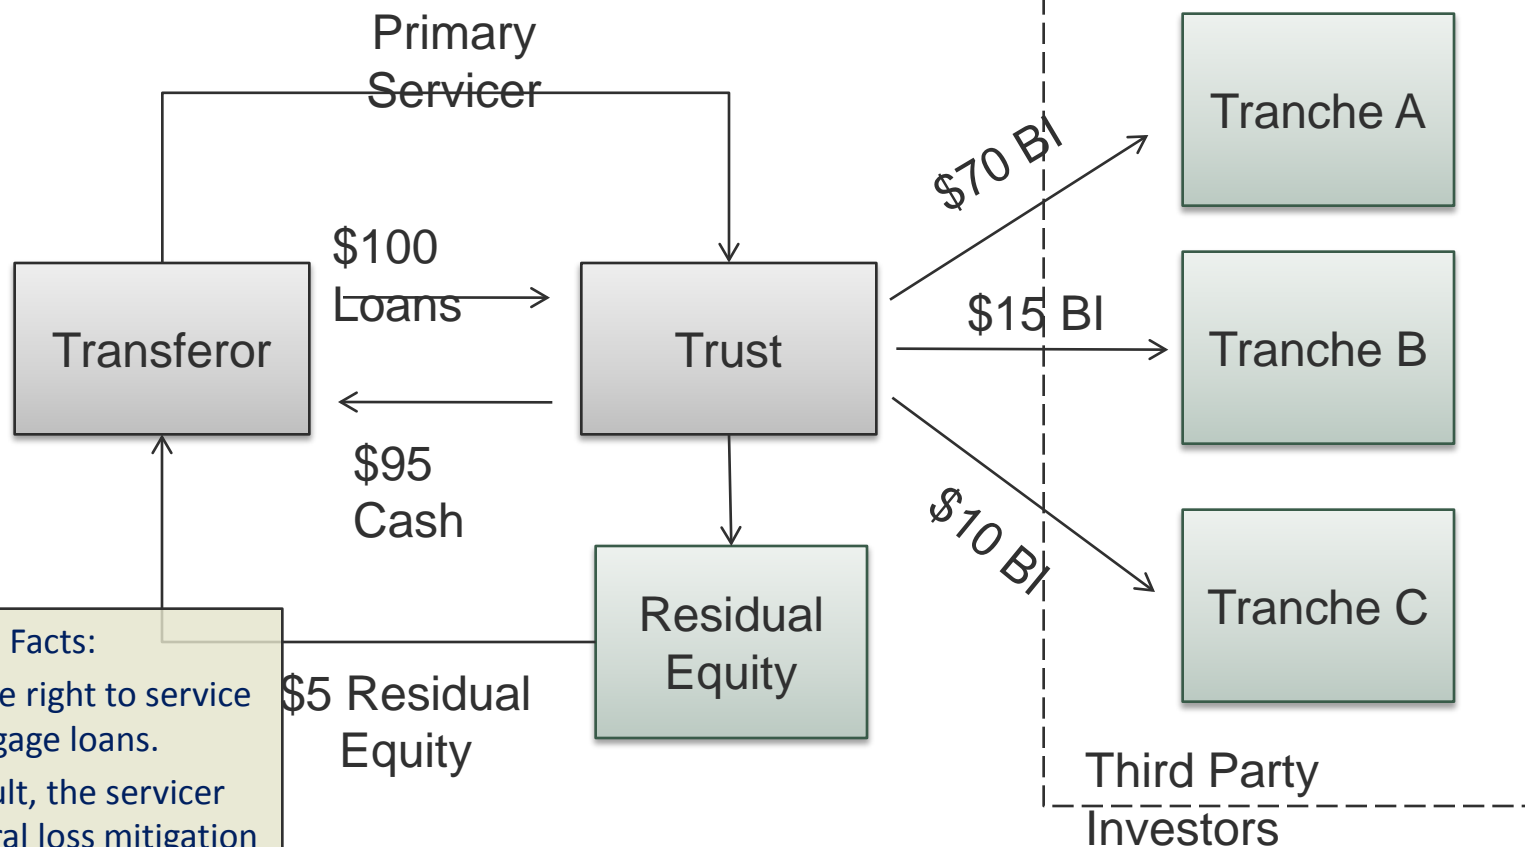 Primary
Servicer
Tranche A
$70 BI
$100
Loans
Transferor
Trust
$15 BI
Tranche B
$95
Cash
$10 BI
Residual
Equity
Tranche C
Facts:
e right to service
gage loans.
ult, the servicer
ral loss mitigation
$5 Residual
Equity
Third Party
Investors